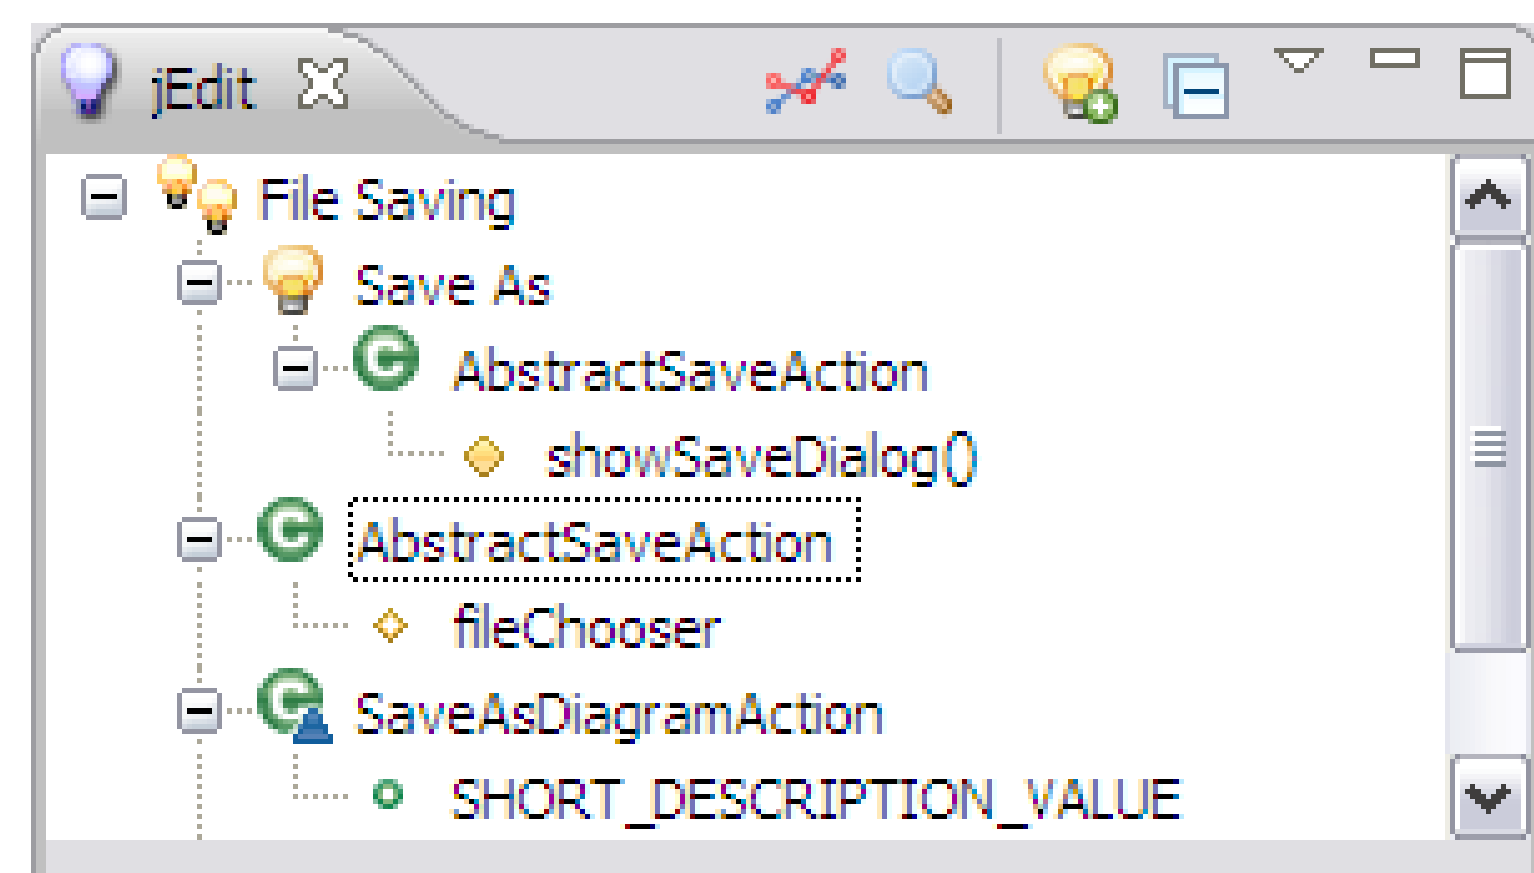 jEdit
File Saving
Save As
AbstractSaveAction
showSaveDialog()
AbstractSaveAction
fileChooser
SaveAsDiagramAction
SHORT_DESCRIPTION_VALUE